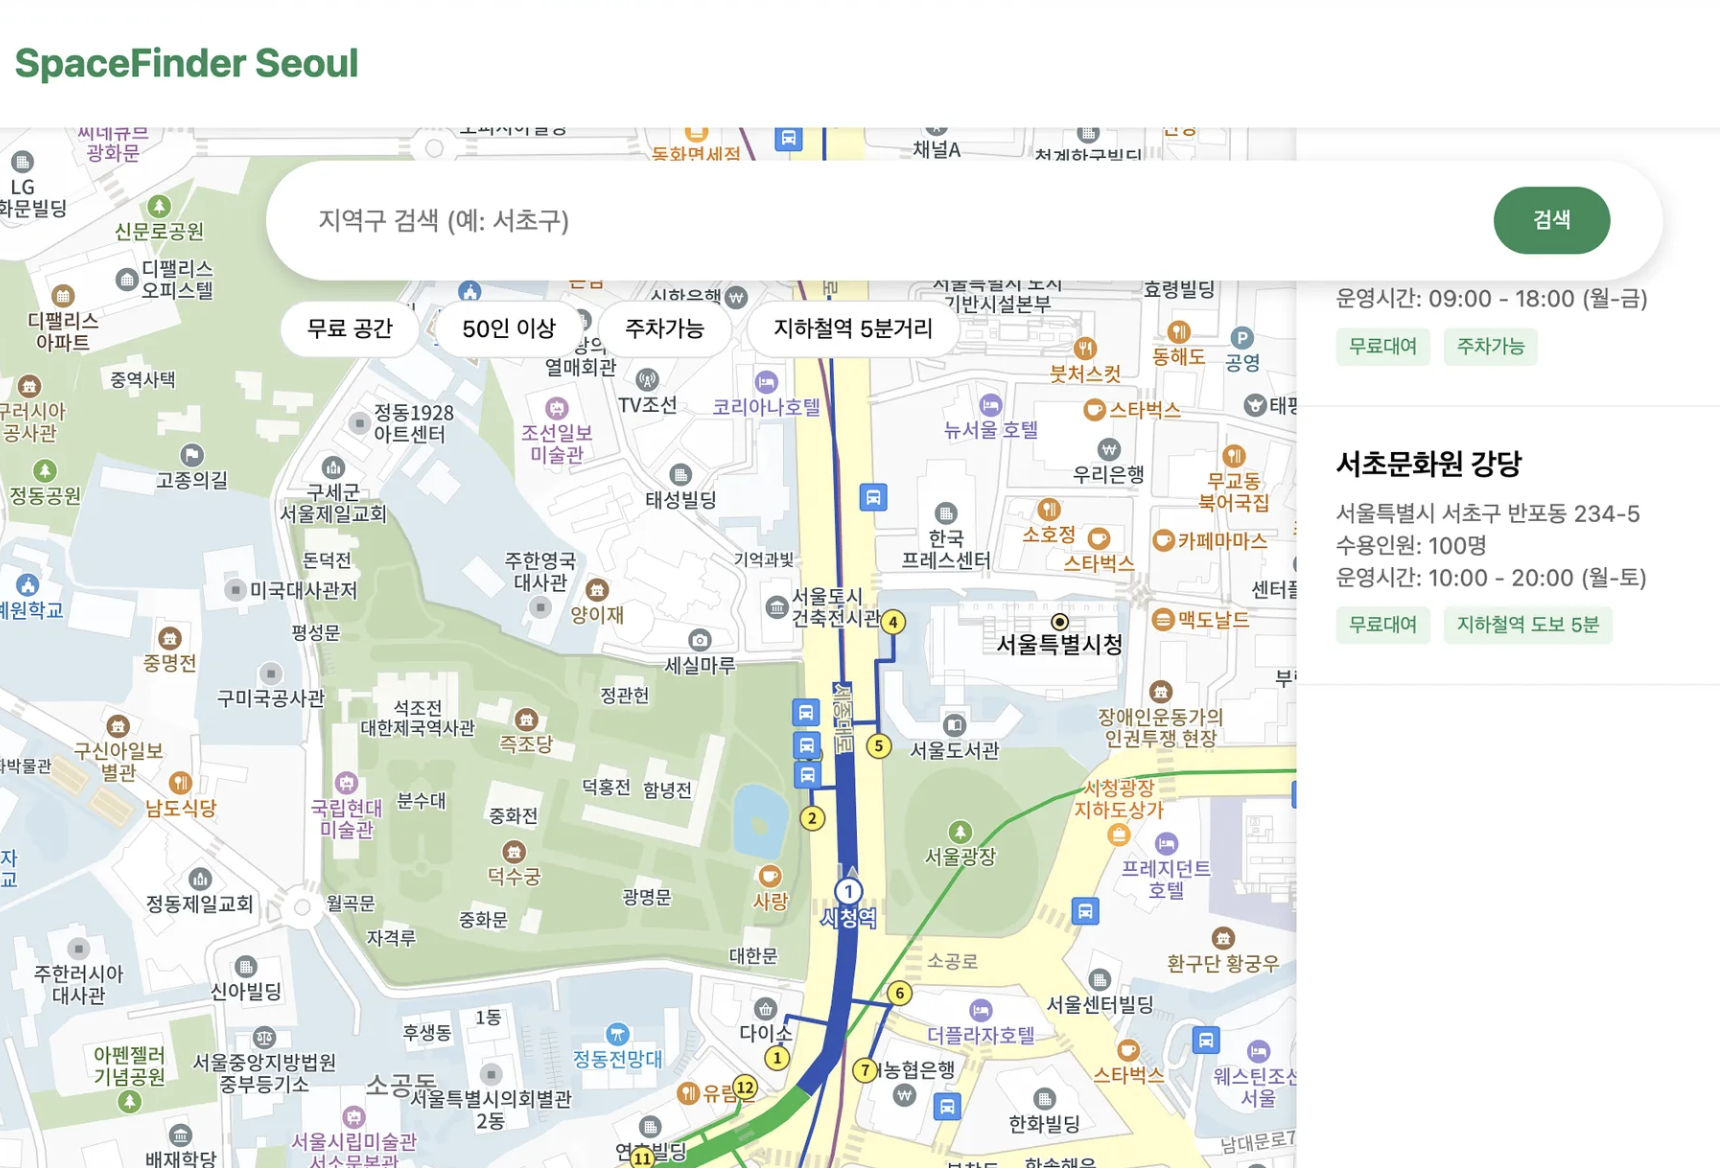 SpaceFinder Seoul
씨네큐브
광화문
동화면세점
채널A
LG
신문로공원
지역구 검색 (예: 서초구)
검색
디팰리스
오피스텔
기반시설본부
효령빌딩
운영시간: 09:00 - 18:00 (월-금)
무료 공간
50인 이상
주차가능
지하철역 5분거리
무료대여
주차가능
디팰리스
아파트
열매회관
붓처스컷
동해도
P
공영
중역사택
TV조선
코리아나호텔
스타벅스
정동1928
아트센터
조선일보
미술관
뉴서울 호텔
공사관
고종의길
정동공원
구세군
서울제일교회
태성빌딩
우리은행
무교동
북어국집
서초문화원 강당
서울특별시 서초구 반포동 234-5
수용인원: 100명
운영시간: 10:00 - 20:00 (월-토)
무료대여
지하철역 도보 5분
한국
프레스센터
소호정
스타벅스
카페마마스
돈덕전
주한영국
대사관
기억과빛
미국대사관저
양이재
서울도시
건축전시관
4
서울특별시청
맥도날드
예원학교
평성문
중명전
세실마루
구미국공사관
정관헌
석조전
대한제국역사관
즉조당
세종대로
5
서울도서관
장애인운동가의
인권투쟁 현장
구신아일보
별관
남도식당
국립현대
미술관
분수대
덕홍전
함녕전
중화전
2
시청광장
지하도상가
서울광장
프레지던트
호텔
덕수궁
정동제일교회
월곡문
중화문
광명문
사랑
1
시청역
자격루
대한문
소공로
환구단 황궁우
주한러시아
대사관
신아빌딩
6
서울센터빌딩
후생동
1동
다이소
더플라자호텔
정동전망대
1
7
농협은행
스타벅스
아펜젤러
기념공원
서울중앙지방법원
중부등기소
소공동
서울특별시의회별관
2동
12
한화빌딩
웨스틴조선
서울
서울시립미술관
서소문본관
배재학당
11
남대문로7